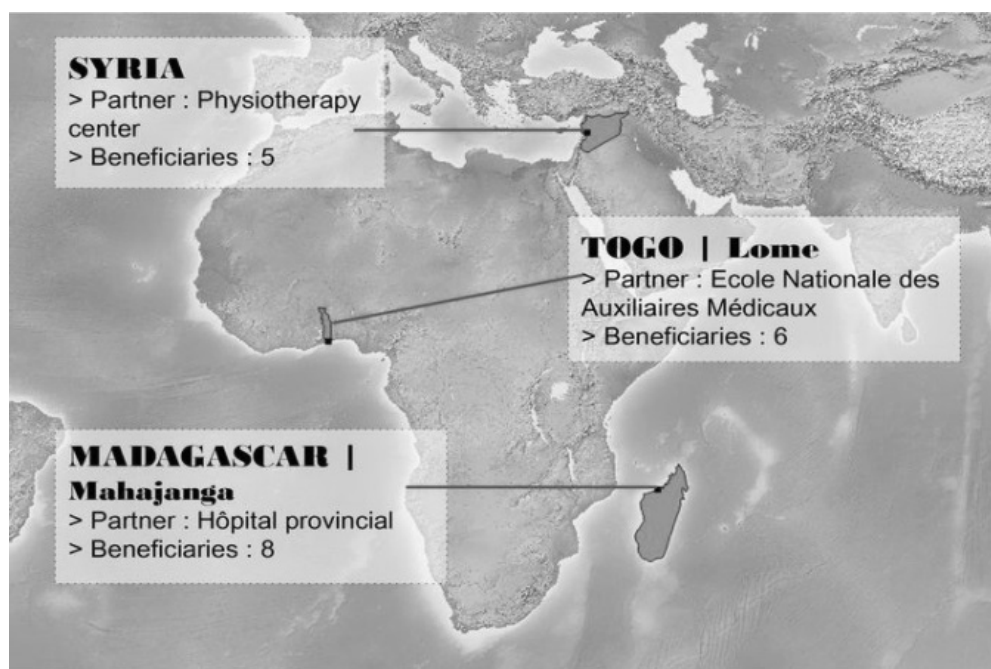 SYRIA
> Partner : Physiotherapy
center
> Beneficiaries : 5
TOGO | Lome
> Partner : Ecole Nationale des
Auxiliaires Médicaux
> Beneficiaries : 6
MADAGASCAR |
Mahajanga
> Partner : Hôpital provincial
> Beneficiaries : 8